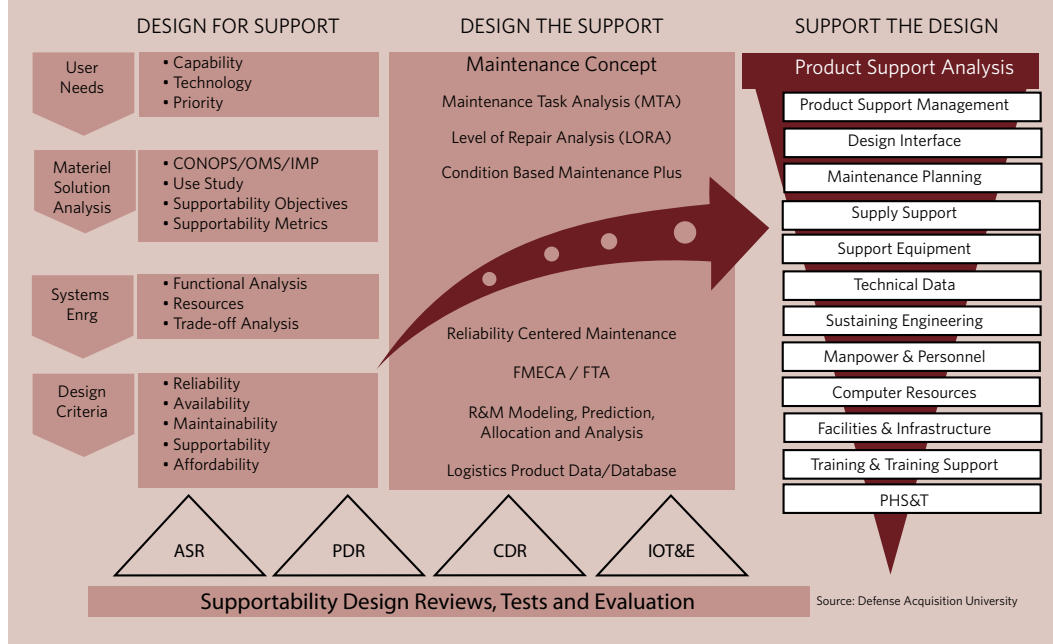 DESIGN FOR SUPPORT
User
Needs
• Capability
• Technology
• Priority
Materiel
Solution
Analysis
• CONOPS/OMS/IMP
• Use Study
• Supportability Objectives
• Supportability Metrics
Systems
Enrg
• Functional Analysis
• Resources
• Trade-off Analysis
Design
Criteria
• Reliability
• Availability
• Maintainability
• Supportability
• Affordability
DESIGN THE SUPPORT
Maintenance Concept
Maintenance Task Analysis (MTA)
Level of Repair Analysis (LORA)
Condition Based Maintenance Plus
Reliability Centered Maintenance
FMECA / FTA
R&M Modeling, Prediction,
Allocation and Analysis
Logistics Product Data/Database
SUPPORT THE DESIGN
Product Support Analysis
Product Support Management
Design Interface
Maintenance Planning
Supply Support
Support Equipment
Technical Data
Sustaining Engineering
Manpower & Personnel
Computer Resources
Facilities & Infrastructure
Training & Training Support
PHS&T
ASR
PDR
CDR
IOT&E
Supportability Design Reviews, Tests and Evaluation
Source: Defense Acquisition University